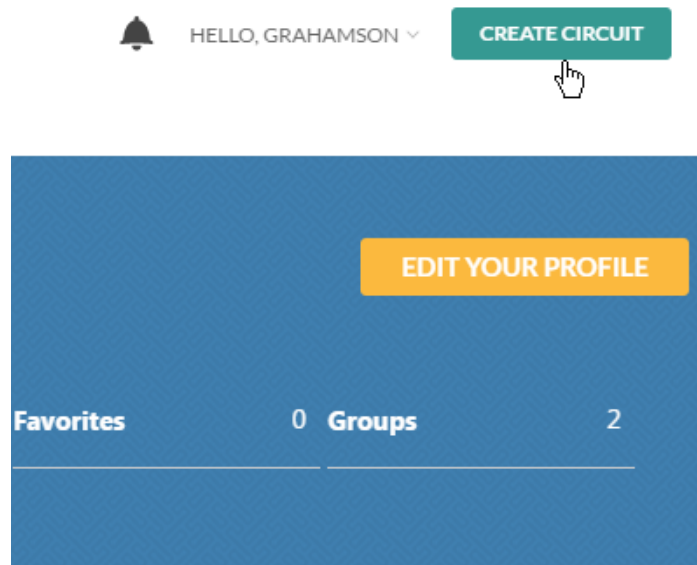 HELLO, GRAHAMSON CREATE CIRCUIT
EDIT YOUR PROFILE
Favorites 0 Groups 2